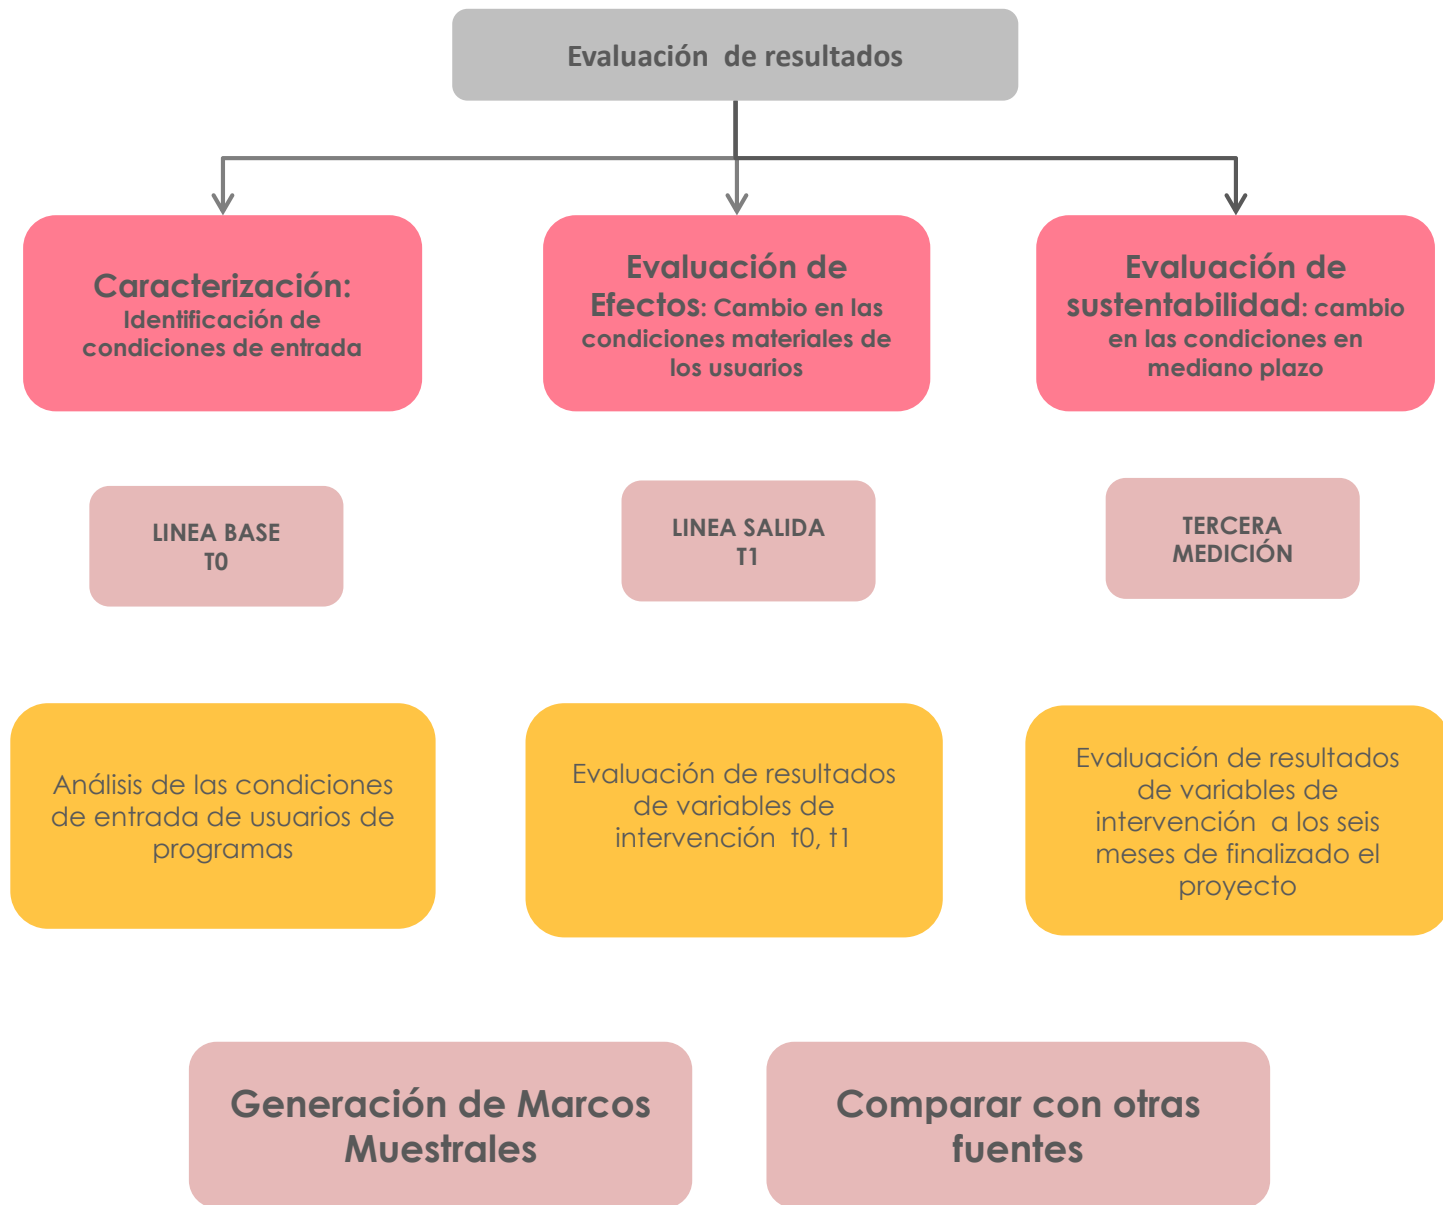 Evaluación  de resultados
Caracterización:
Identificación de
condiciones de entrada
Evaluación de
Efectos: Cambio en las
condiciones materiales de
los usuarios
Evaluación de
sustentabilidad: cambio
en las condiciones en
mediano plazo
LINEA BASE
T0
LINEA SALIDA
T1
TERCERA
MEDICIÓN
Análisis de las condiciones
de entrada de usuarios de
programas
Evaluación de resultados
de variables de
intervención  t0, t1
Evaluación de resultados
de variables de
intervención  a los seis
meses de finalizado el
proyecto
Generación de Marcos
Muestrales
Comparar con otras
fuentes